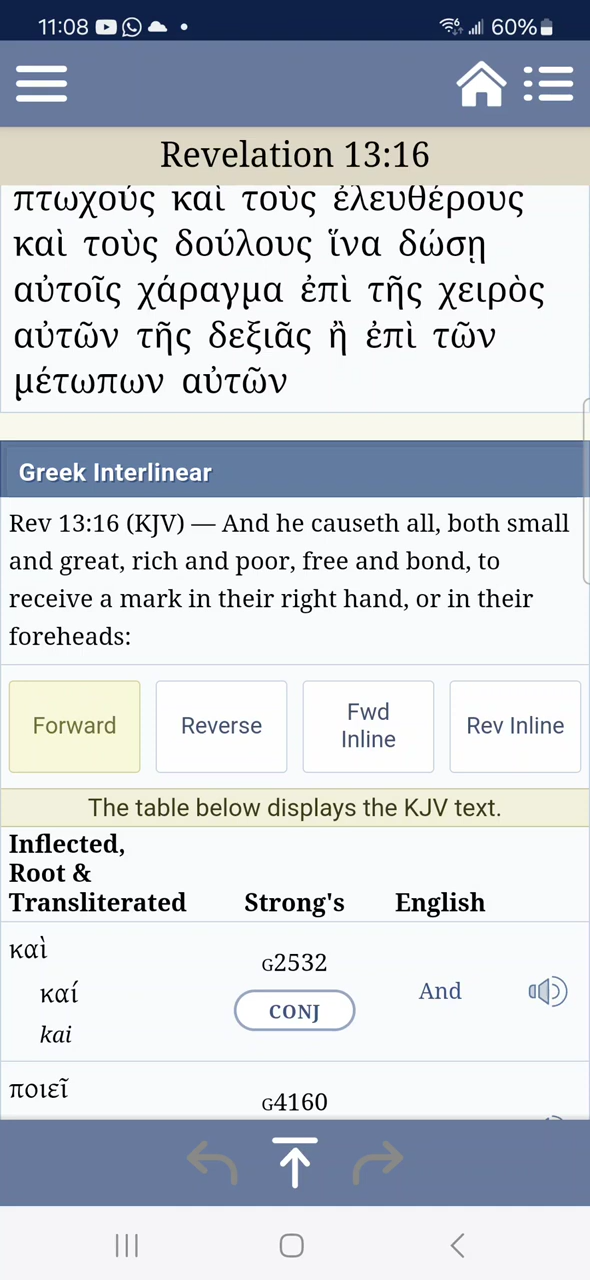 11:08
60%
Revelation 13:16
πτωχούς καὶ τοὺς ἐλευθέρους
καὶ τοὺς δούλους ἵνα δώσῃ
αὐτοῖς χάραγμα ἐπὶ τῆς χειρὸς
αὐτῶν τῆς δεξιᾶς ἢ ἐπὶ τῶν
μέτωπων αὐτῶν
Greek Interlinear
Rev 13:16 (KJV) — And he causeth all, both small
and great, rich and poor, free and bond, to
receive a mark in their right hand, or in their
foreheads:
Forward
Reverse
Fwd
Inline
Rev Inline
The table below displays the KJV text.
Inflected,
Root &
Transliterated
Strong's
English
καὶ
καί
kai
G2532
CONJ
And
ποιεῖ
G4160